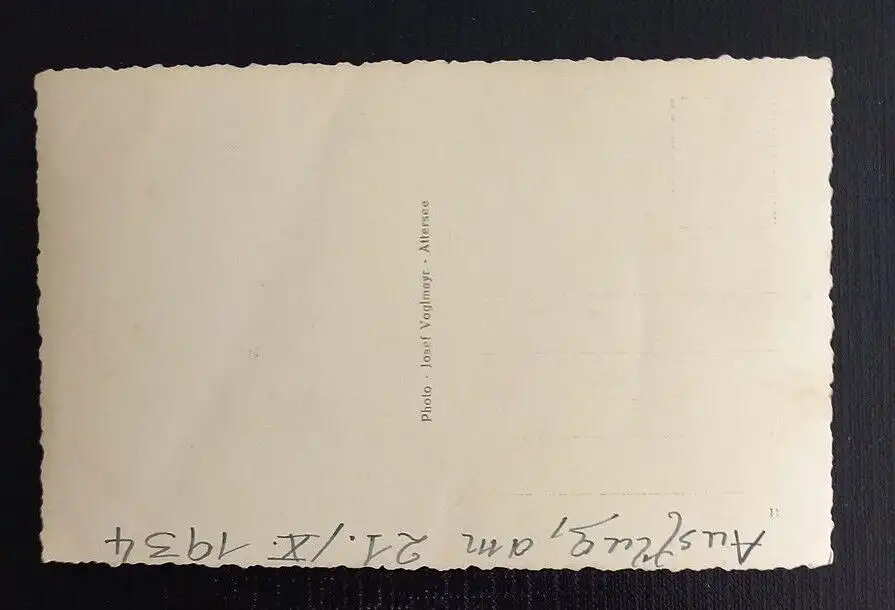 Photo · Josef Voglmayr · Attersee
Ausflug, am 21./X. 1934